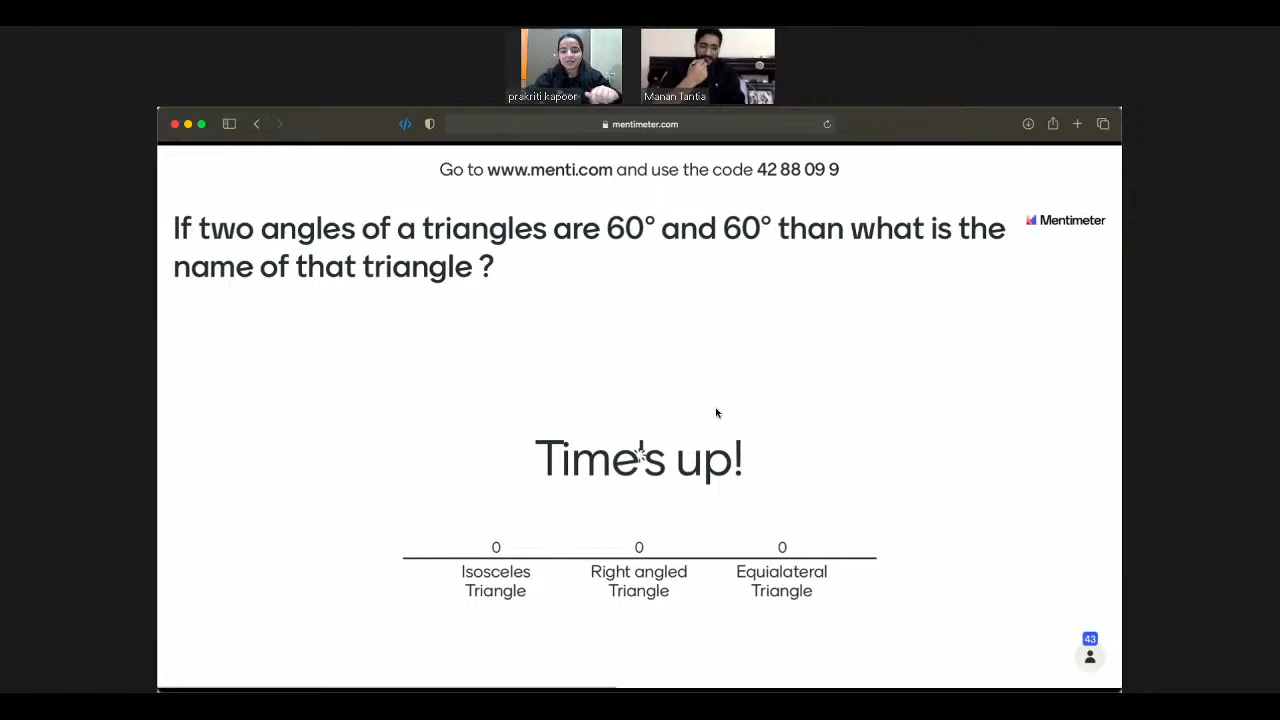 prakriti kapoor
Manan Tantia
mentimeter.com
Go to www.menti.com and use the code 42 88 09 9
If two angles of a triangles are 60° and 60° than what is the
name of that triangle ?
Mentimeter
Time's up!
0
0
0
Isosceles
Triangle
Right angled
Triangle
Equialateral
Triangle
43